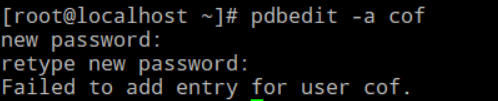 [root@localhost ~]# pdbedit -a cof
new password:
retype new password:
Failed to add entry for user cof.